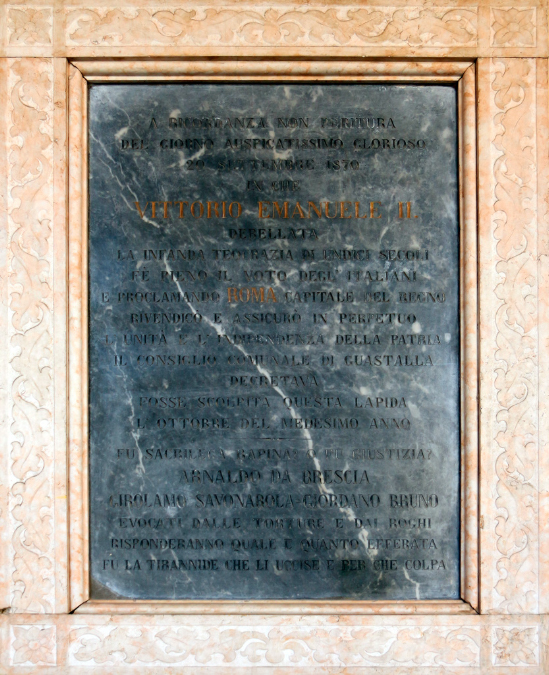 A RICORDANZA NON PERITURA
DEL GIORNO AUSPICATISSIMO GLORIOSO
20 SETTEMBRE 1870
IN CUI
VITTORIO EMANUELE II.
DEBELLATA
LA INFANDA TEOCRAZIA DI UNDICI SECOLI
FE' PIENO IL VOTO DEGL' ITALIANI
E PROCLAMANDO ROMA CAPITALE DEL REGNO
RIVENDICÒ E ASSICURÒ IN PERPETUO
L' UNITÀ E L' INDIPENDENZA DELLA PATRIA
IL CONSIGLIO COMUNALE DI GUASTALLA
DECRETAVA
FOSSE SCOLPITA QUESTA LAPIDA
L' OTTOBRE DEL MEDESIMO ANNO
FU SACRILEGA RAPINA? O FU GIUSTIZIA?
ARNALDO DA BRESCIA
GIROLAMO SAVONAROLA-GIORDANO BRUNO
EVOCATI DALLE TORTURE E DAI ROGHI
RISPONDERANNO QUALE E QUANTO EFFERATA
FU LA TIRANNIDE CHE LI UCCISE E PER CHE COLPA